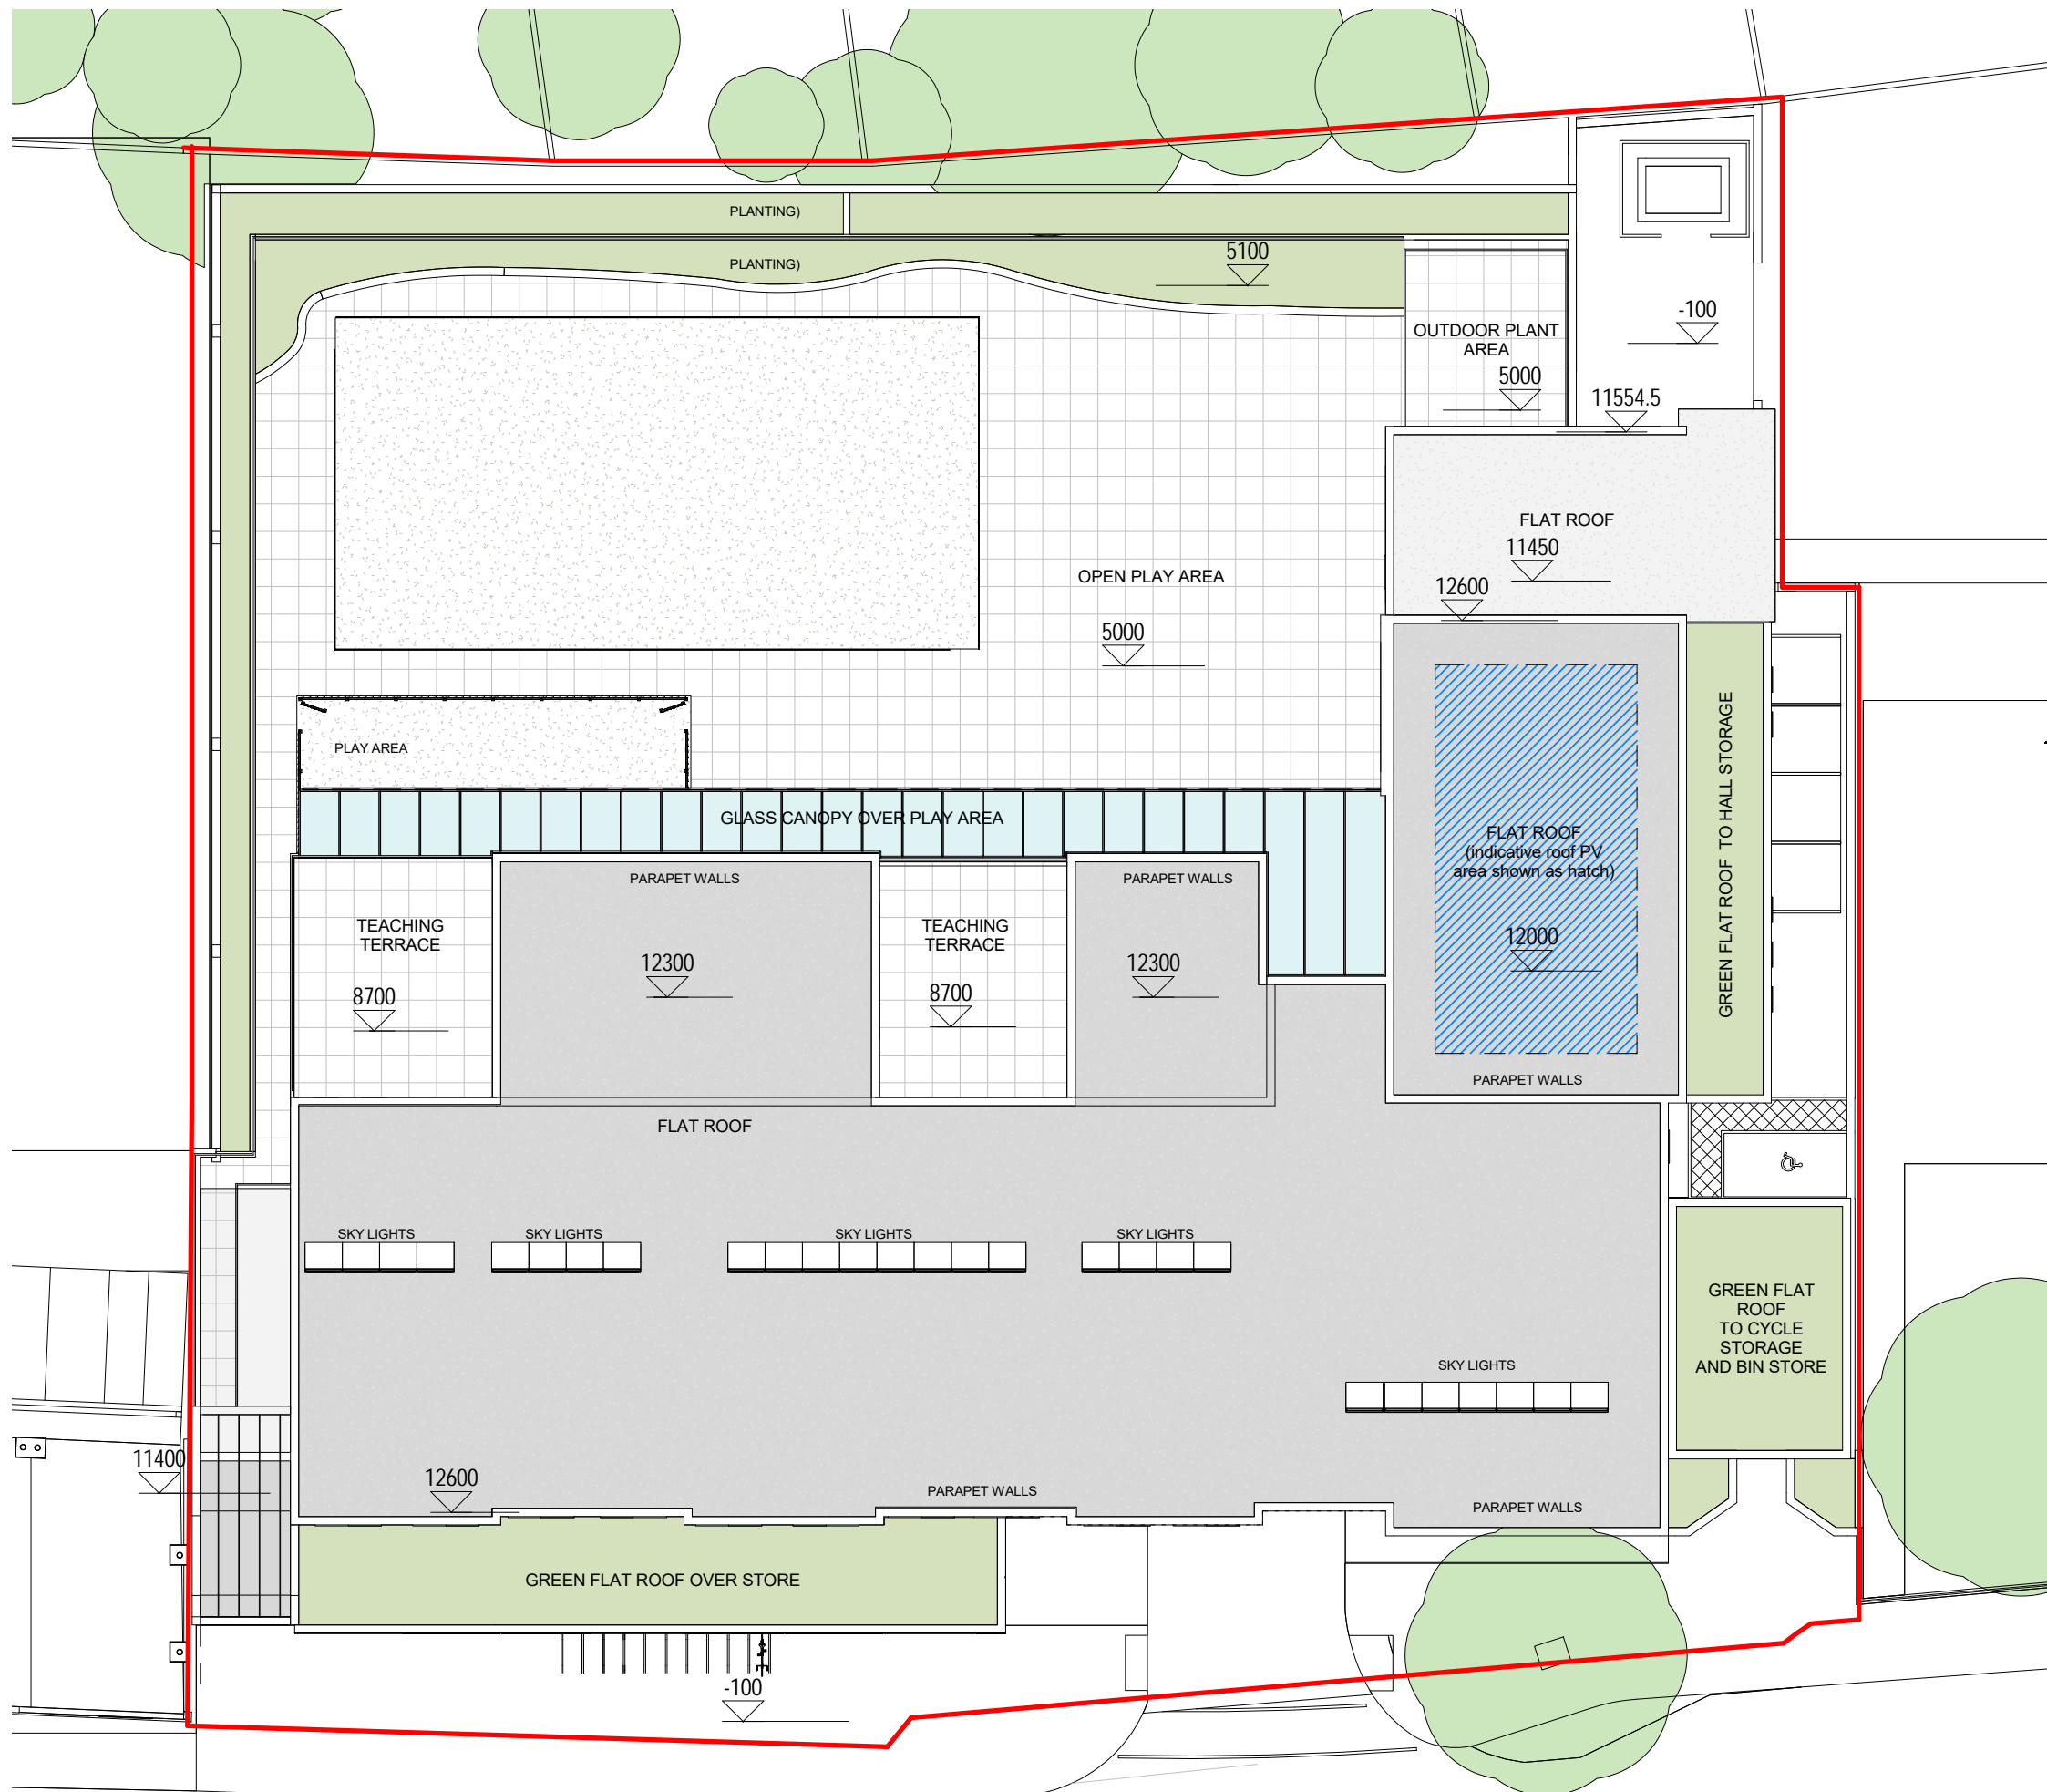 PLANTING)
PLANTING)
5100
-100
OUTDOOR PLANT
AREA
5000
11554.5
FLAT ROOF
11450
OPEN PLAY AREA
12600
5000
PLAY AREA
GLASS CANOPY OVER PLAY AREA
FLAT ROOF
(indicative roof PV
area shown as hatch)
GREEN FLAT ROOF TO HALL STORAGE
PARAPET WALLS
PARAPET WALLS
TEACHING
TERRACE
TEACHING
TERRACE
12300
12300
12000
8700
8700
PARAPET WALLS
FLAT ROOF
SKY LIGHTS
SKY LIGHTS
SKY LIGHTS
SKY LIGHTS
GREEN FLAT
ROOF
TO CYCLE
STORAGE
AND BIN STORE
SKY LIGHTS
11400
12600
PARAPET WALLS
PARAPET WALLS
GREEN FLAT ROOF OVER STORE
-100